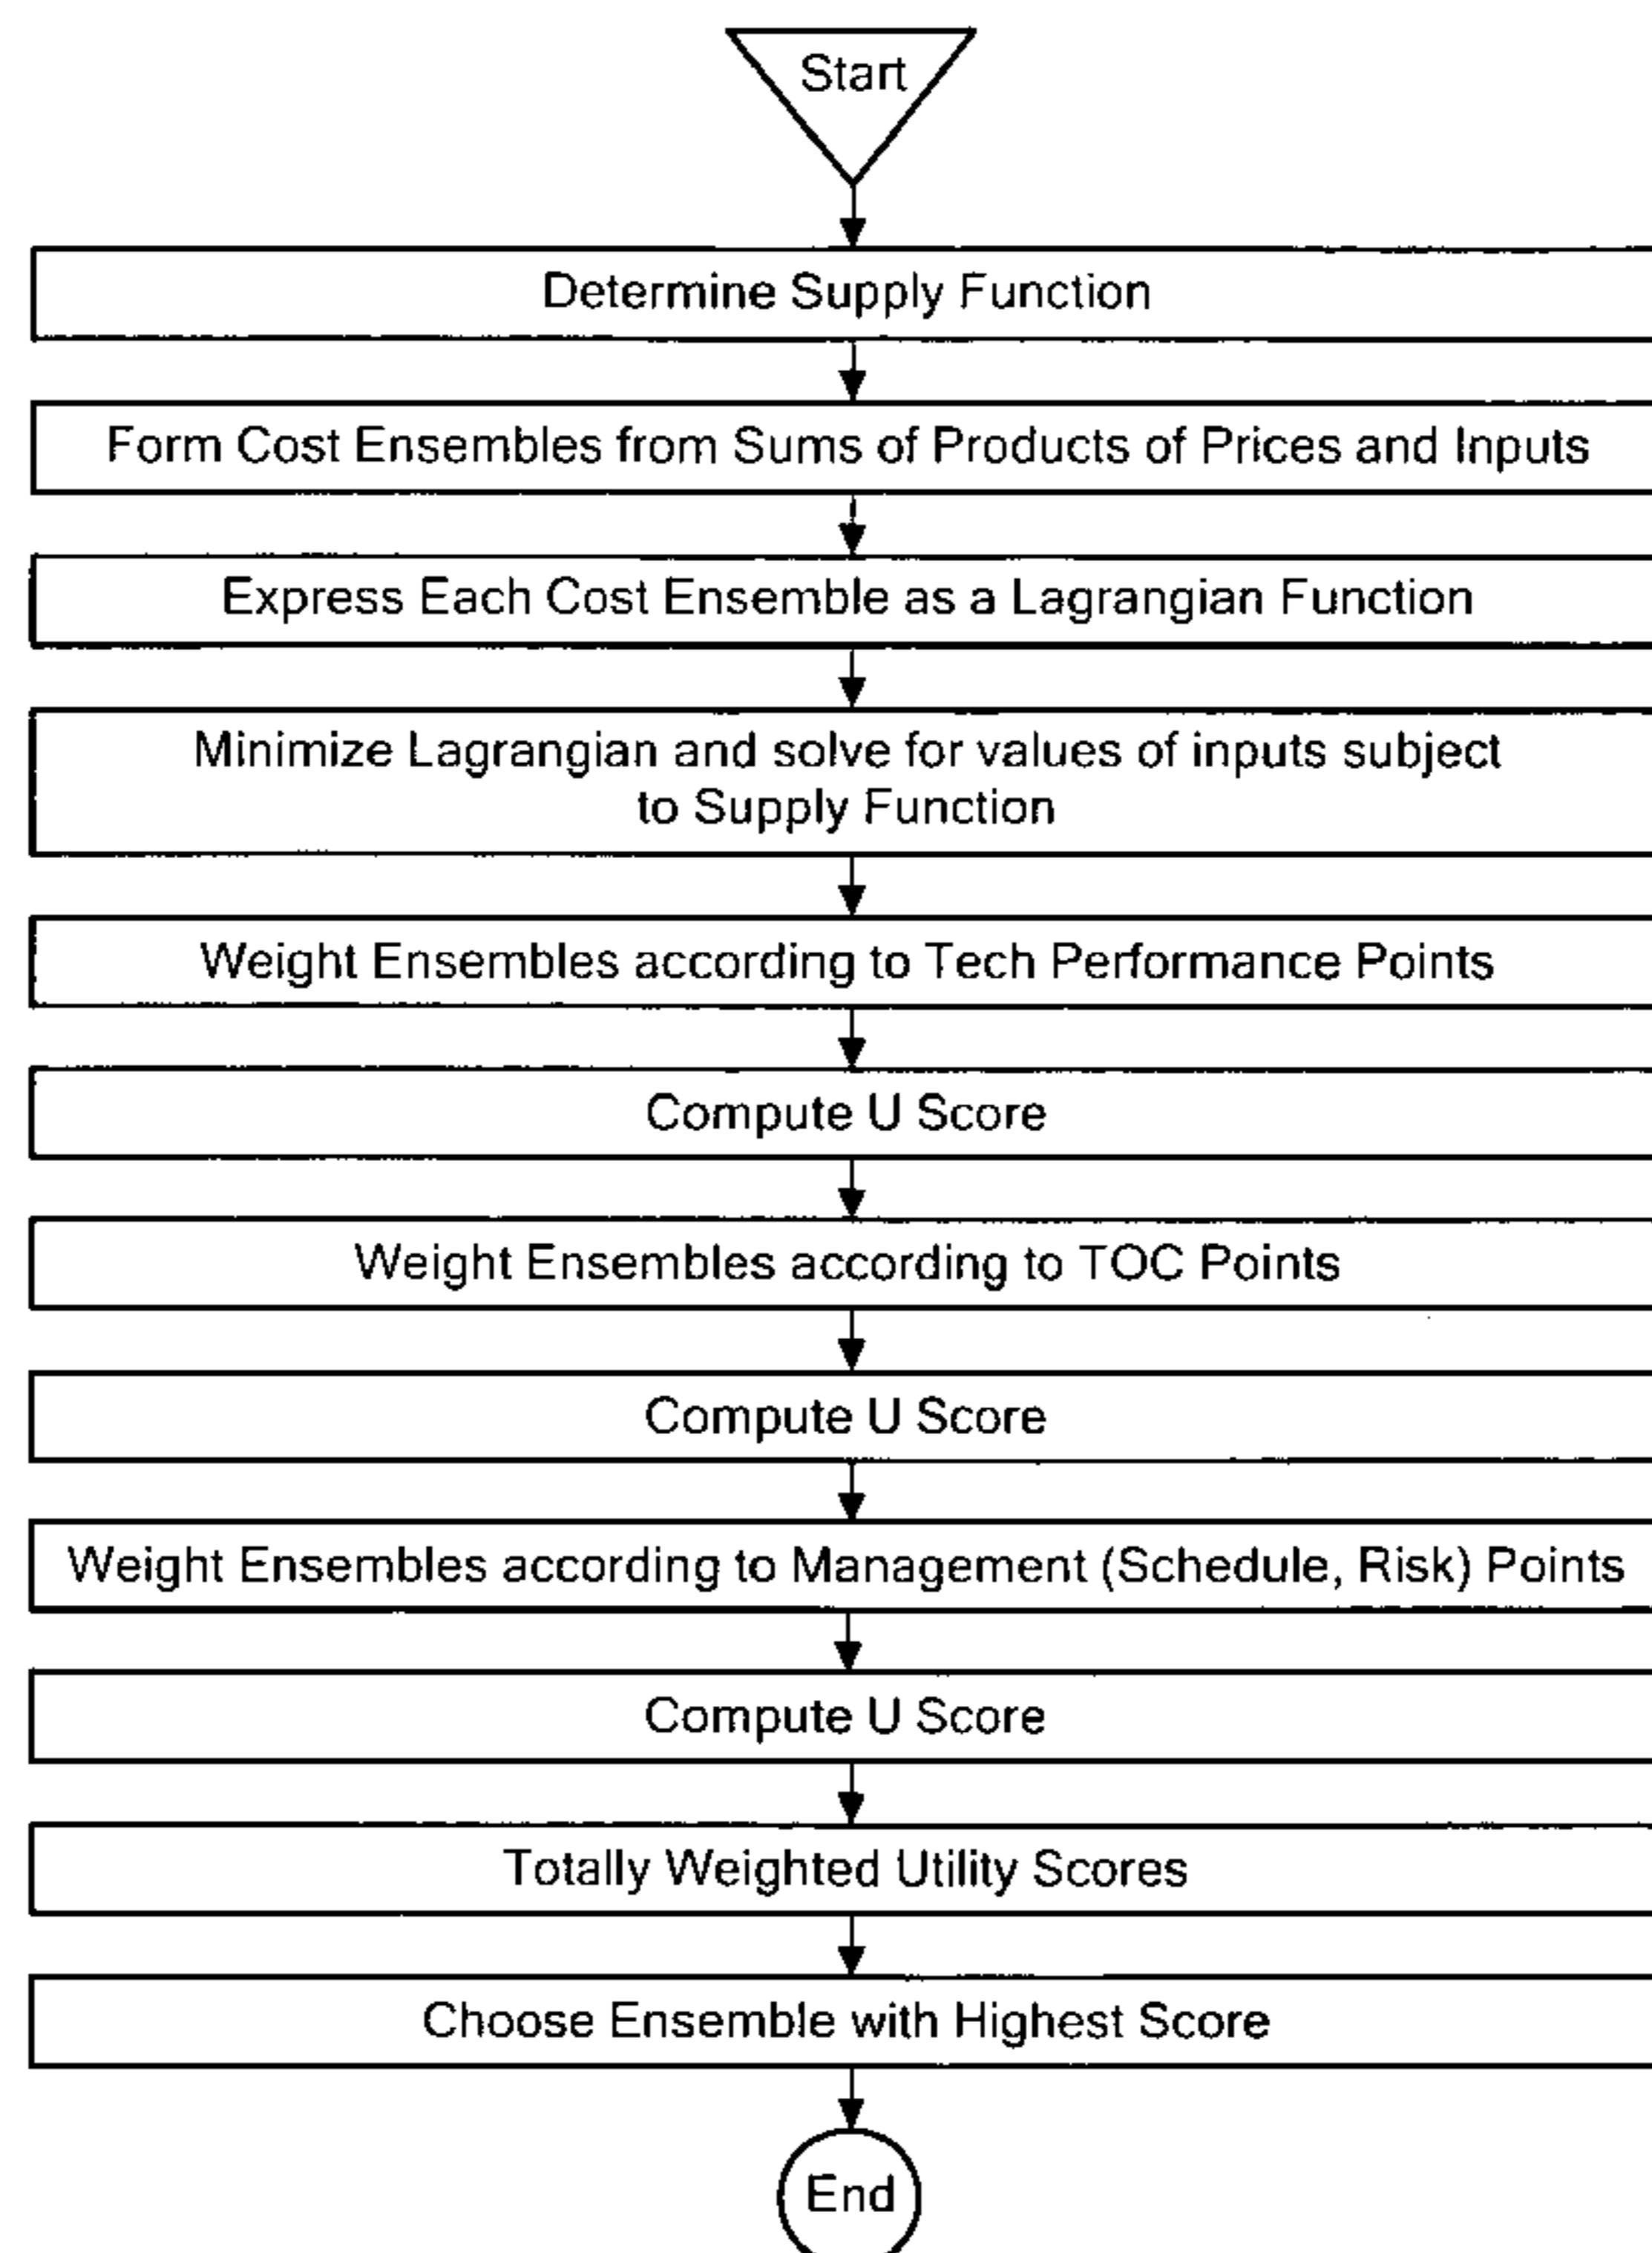 Start
Determine Supply Function
Form Cost Ensembles from Sums of Products of Prices and Inputs
Express Each Cost Ensemble as a Lagrangian Function
Minimize Lagrangian and solve for values of inputs subject
to Supply Function
Weight Ensembles according to Tech Performance Points
Compute U Score
Weight Ensembles according to TOC Points
Compute U Score
Weight Ensembles according to Management (Schedule, Risk) Points
Compute U Score
Totally Weighted Utility Scores
Choose Ensemble with Highest Score
End